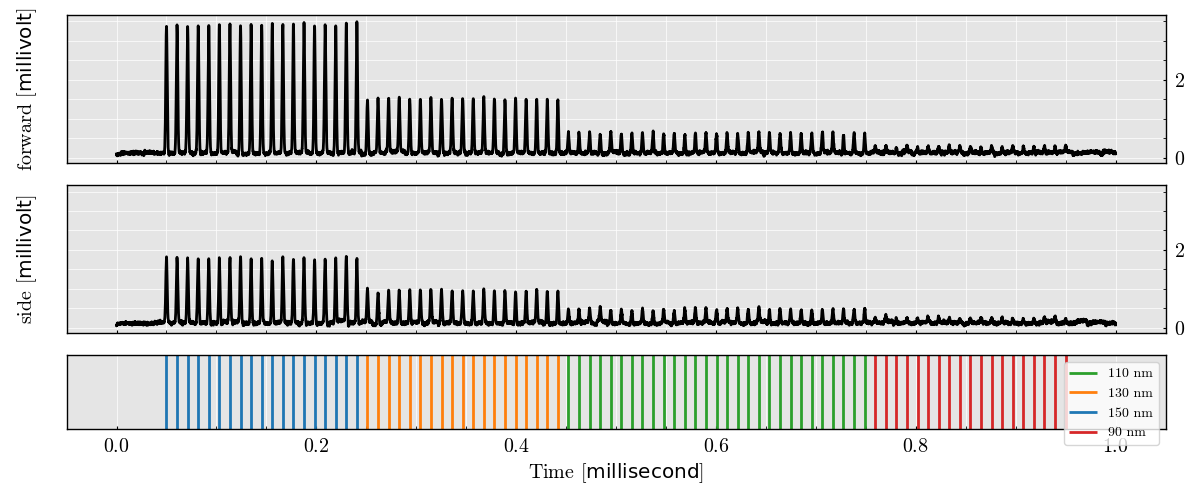 forward [millivolt]
2
0
side [millivolt]
2
0
110 nm
130 nm
150 nm
90 nm
0.0 0.2 0.4 0.6 0.8 1.0
Time [millisecond]